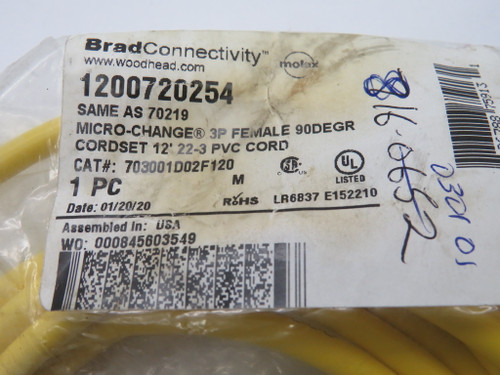 BradConnectivity™
www.woodhead.com
molex
1200720254
SAME AS 70219
MICRO-CHANGE® 3P FEMALE 90DEGR
CORDSET 12' 22-3 PVC CORD
CAT#: 703001D02F120
1 PC
M
UL
LISTED
Date: 01/20/20
RoHS
LR6837 E152210
Assembled In: USA
WO: 000845603549
816-0652
0301 01